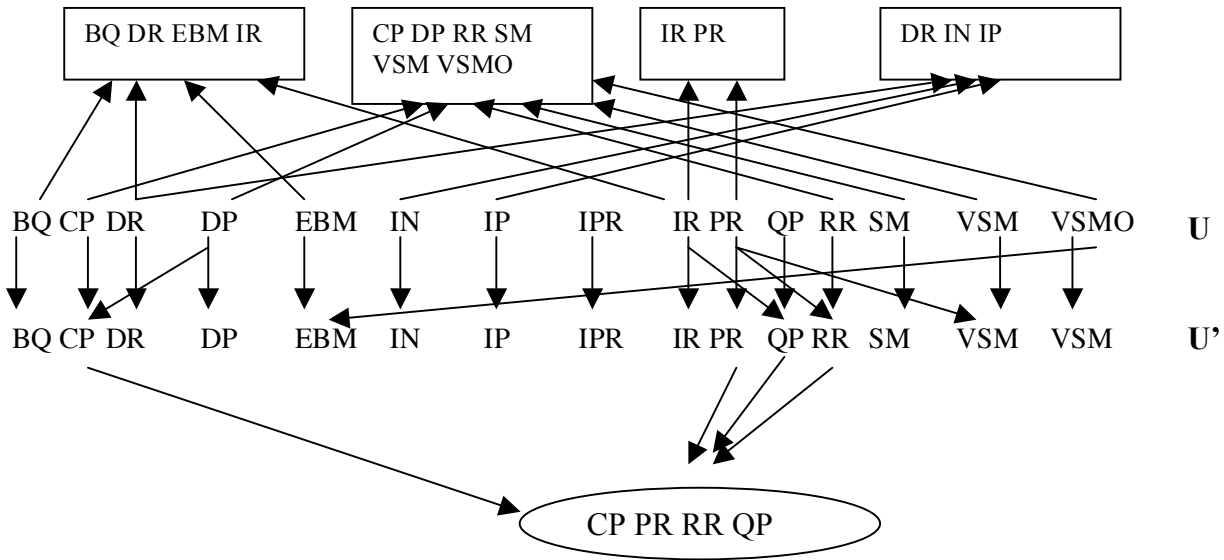 BQ DR EBM IR
CP DP RR SM
VSM VSMO
IR PR
DR IN IP
BQ CP DR DP EBM IN IP IPR IR PR QP RR SM VSM VSMO U
BQ CP DR DP EBM IN IP IPR IR PR QP RR SM VSM VSM U’
CP PR RR QP